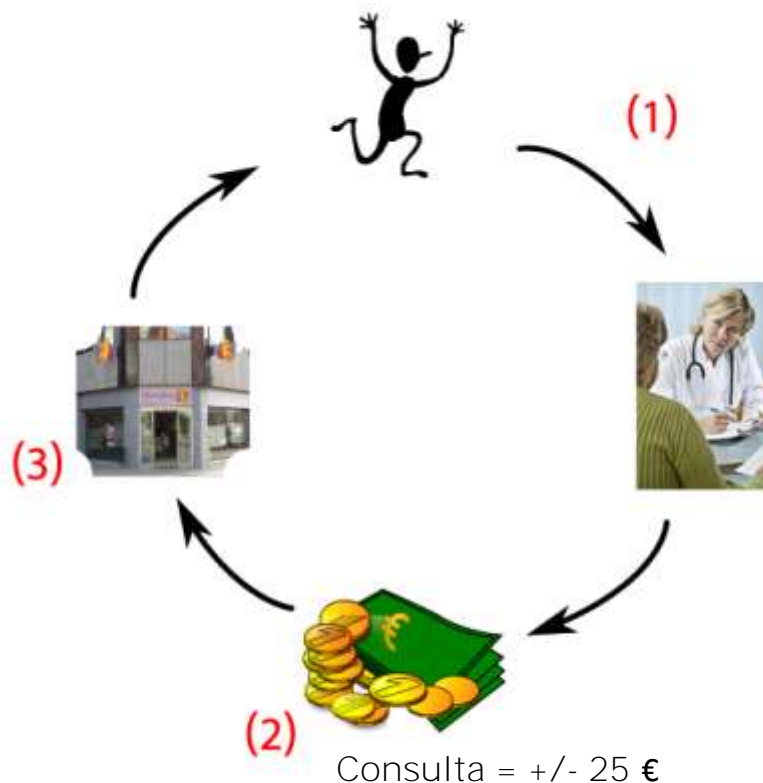 (1)
(3)
(2)
Consulta = +/- 25 €